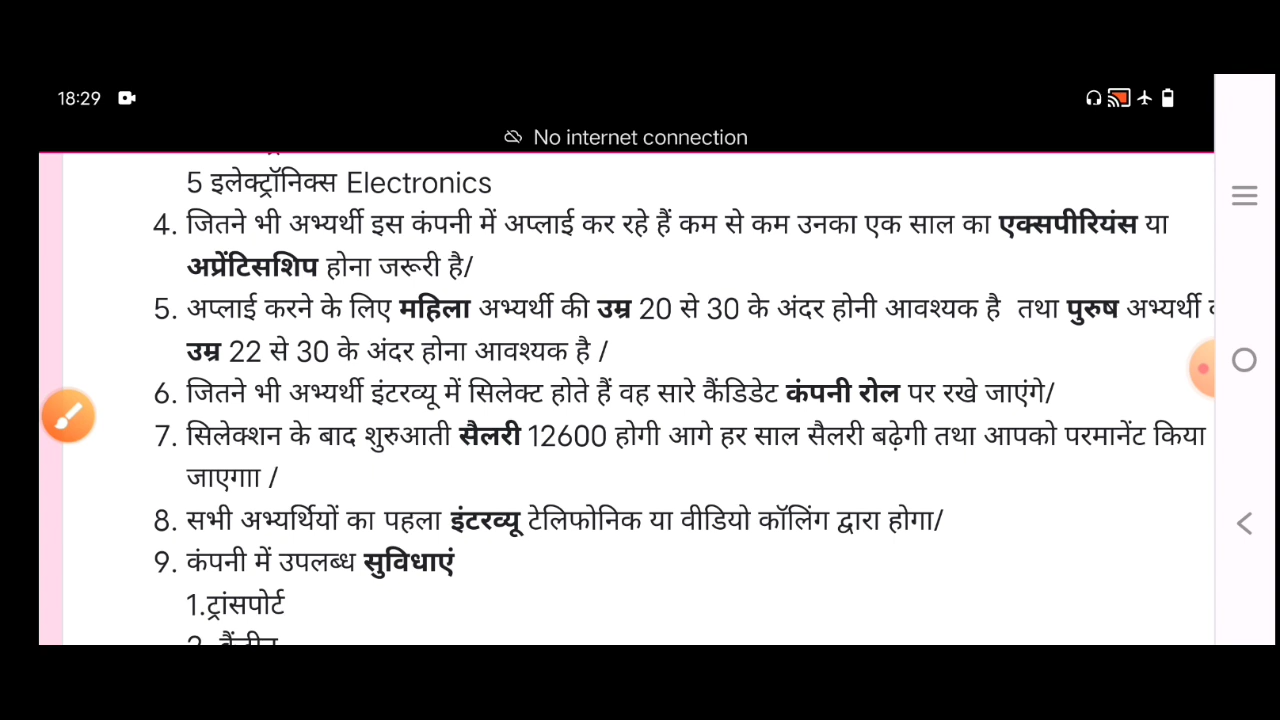 18:29
No internet connection
5 इलेक्ट्रॉनिक्स Electronics
4. जितने भी अभ्यर्थी इस कंपनी में अप्लाई कर रहे हैं कम से कम उनका एक साल का एक्सपीरियंस या
अप्रेंटिसशिप होना जरूरी है/
5. अप्लाई करने के लिए महिला अभ्यर्थी की उम्र 20 से 30 के अंदर होनी आवश्यक है तथा पुरुष अभ्यर्थी
उम्र 22 से 30 के अंदर होना आवश्यक है /
6. जितने भी अभ्यर्थी इंटरव्यू में सिलेक्ट होते हैं वह सारे कैंडिडेट कंपनी रोल पर रखे जाएंगे/
7. सिलेक्शन के बाद शुरुआती सैलरी 12600 होगी आगे हर साल सैलरी बढ़ेगी तथा आपको परमानेंट किया
जाएगाा /
8. सभी अभ्यर्थियों का पहला इंटरव्यू टेलिफोनिक या वीडियो कॉलिंग द्वारा होगा/
9. कंपनी में उपलब्ध सुविधाएं
1.ट्रांसपोर्ट